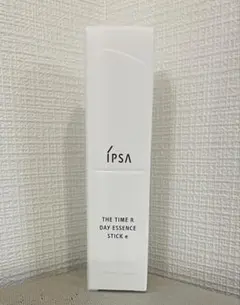 IPSA
THE TIME R
DAY ESSENCE
STICK e